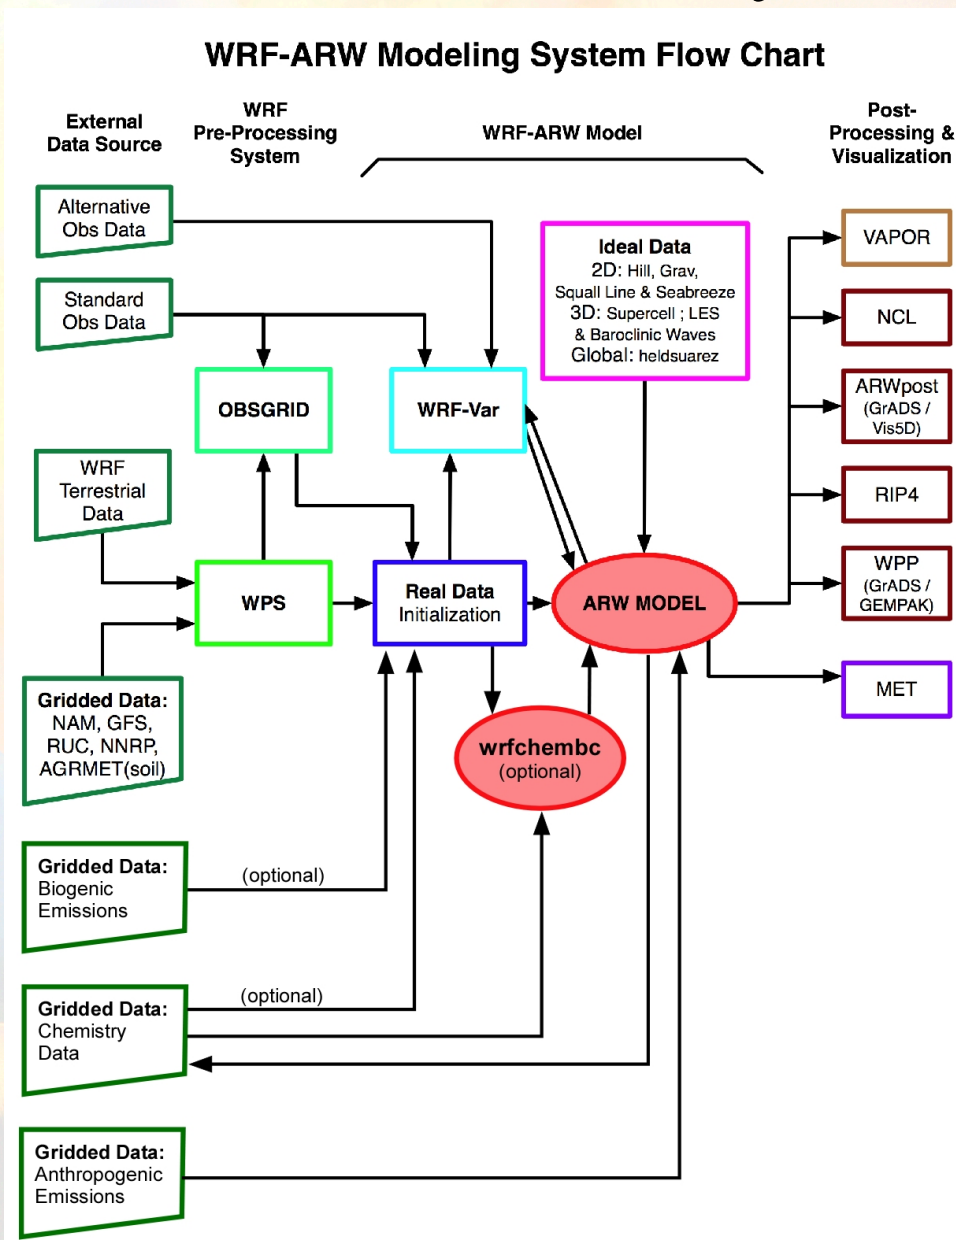 WRF-ARW Modeling System Flow Chart
External
Data Source
WRF
Pre-Processing
System
WRF-ARW Model
Post-
Processing &
Visualization
Alternative
Obs Data
Standard
Obs Data
WRF
Terrestrial
Data
Gridded Data:
NAM, GFS,
RUC, NNRP,
AGRMET(soil)
Gridded Data:
Biogenic
Emissions
(optional)
Gridded Data:
Chemistry
Data
(optional)
Gridded Data:
Anthropogenic
Emissions
OBSGRID
WPS
WRF-Var
Real Data
Initialization
Ideal Data
2D: Hill, Grav,
Squall Line & Seabreeze
3D: Supercell ; LES
& Baroclinic Waves
Global: heldsuarez
ARW MODEL
wrfchembc
(optional)
VAPOR
NCL
ARWpost
(GrADS /
Vis5D)
RIP4
WPP
(GrADS /
GEMPAK)
MET